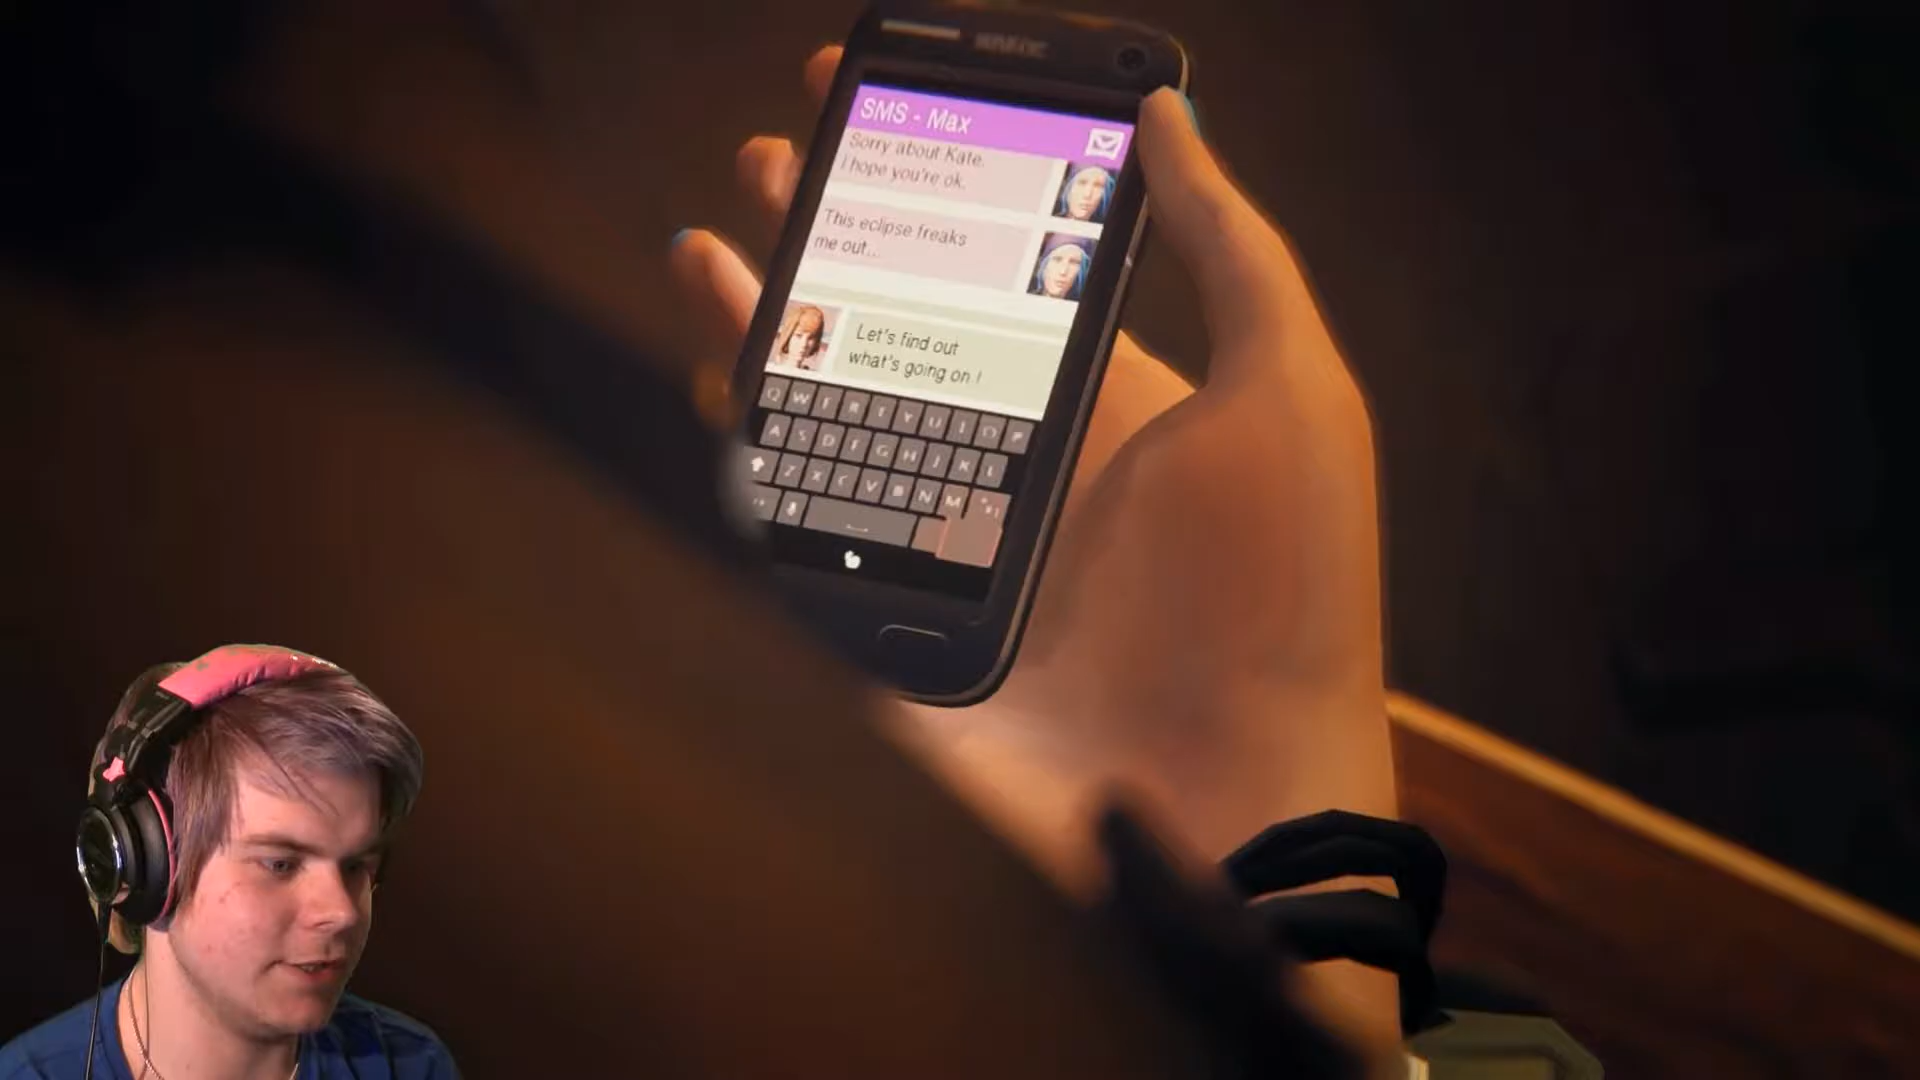 SMS - Max
Sorry about Kate.
I hope you're ok.
This eclipse freaks
me out...
Let's find out
what's going on !
Q W E R T Y U I O P
A S D F G H J K L
Z X C V B N M